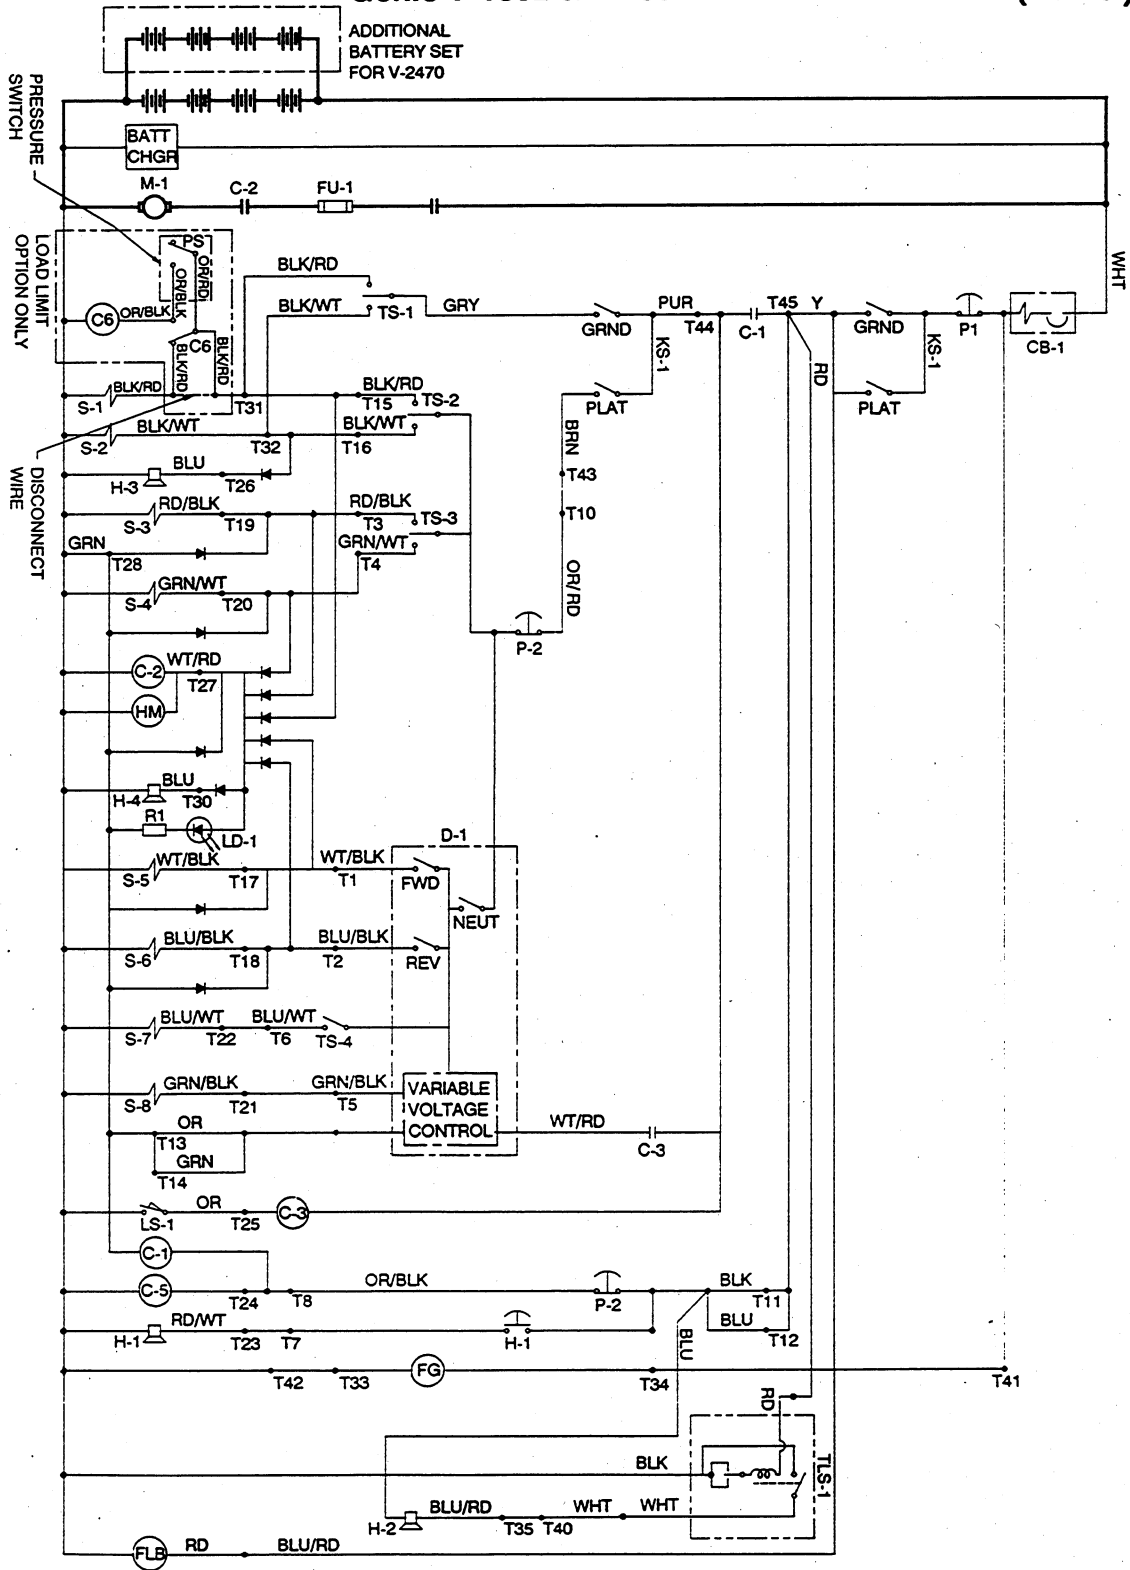 ADDITIONAL
BATTERY SET
FOR V-2470
PRESSURE
SWITCH
BATT
CHGR
M-1
C-2
FU-1
WHT
LOAD LIMIT
OPTION ONLY
PS
OR/RD
OR/BLK
C6
OR/BLK
C6
BLK/RD
BLK/RD
BLK/RD
BLK/WT
TS-1
GRY
GRND
PUR
T44
C-1
T45
Y
GRND
P1
CB-1
KS-1
KS-1
RD
PLAT
PLAT
S-1
BLK/RD
T31
BLK/RD
T15
TS-2
S-2
BLK/WT
T32
BLK/WT
T16
BRN
T43
H-3
BLU
T26
DISCONNECT
WIRE
S-3
RD/BLK
T19
RD/BLK
T3
TS-3
T10
GRN
T28
GRN/WT
T4
OR/RD
S-4
GRN/WT
T20
P-2
C-2
WT/RD
T27
HM
H-4
BLU
T30
R1
LD-1
D-1
S-5
WT/BLK
T17
WT/BLK
T1
FWD
NEUT
S-6
BLU/BLK
T18
BLU/BLK
T2
REV
S-7
BLU/WT
T22
BLU/WT
T6
TS-4
S-8
GRN/BLK
T21
GRN/BLK
T5
VARIABLE
VOLTAGE
CONTROL
OR
T13
GRN
T14
WT/RD
C-3
LS-1
OR
T25
C-3
C-1
C-5
T24
T8
OR/BLK
P-2
BLK
T11
H-1
RD/WT
T23
T7
H-1
BLU
T12
BLU
T42
T33
FG
T34
T41
RD
TLS-1
BLK
H-2
BLU/RD
T35
T40
WHT
WHT
FLB
RD
BLU/RD